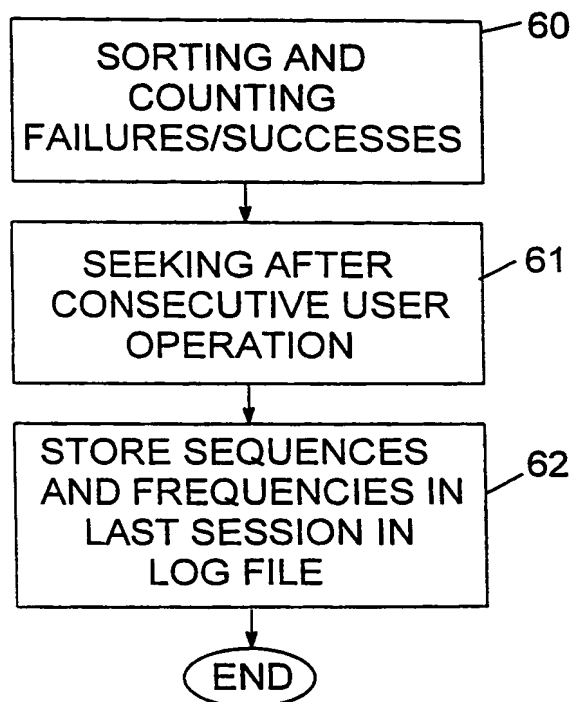 60
SORTING AND
COUNTING
FAILURES/SUCCESSES
61
SEEKING AFTER
CONSECUTIVE USER
OPERATION
62
STORE SEQUENCES
AND FREQUENCIES IN
LAST SESSION IN
LOG FILE
END